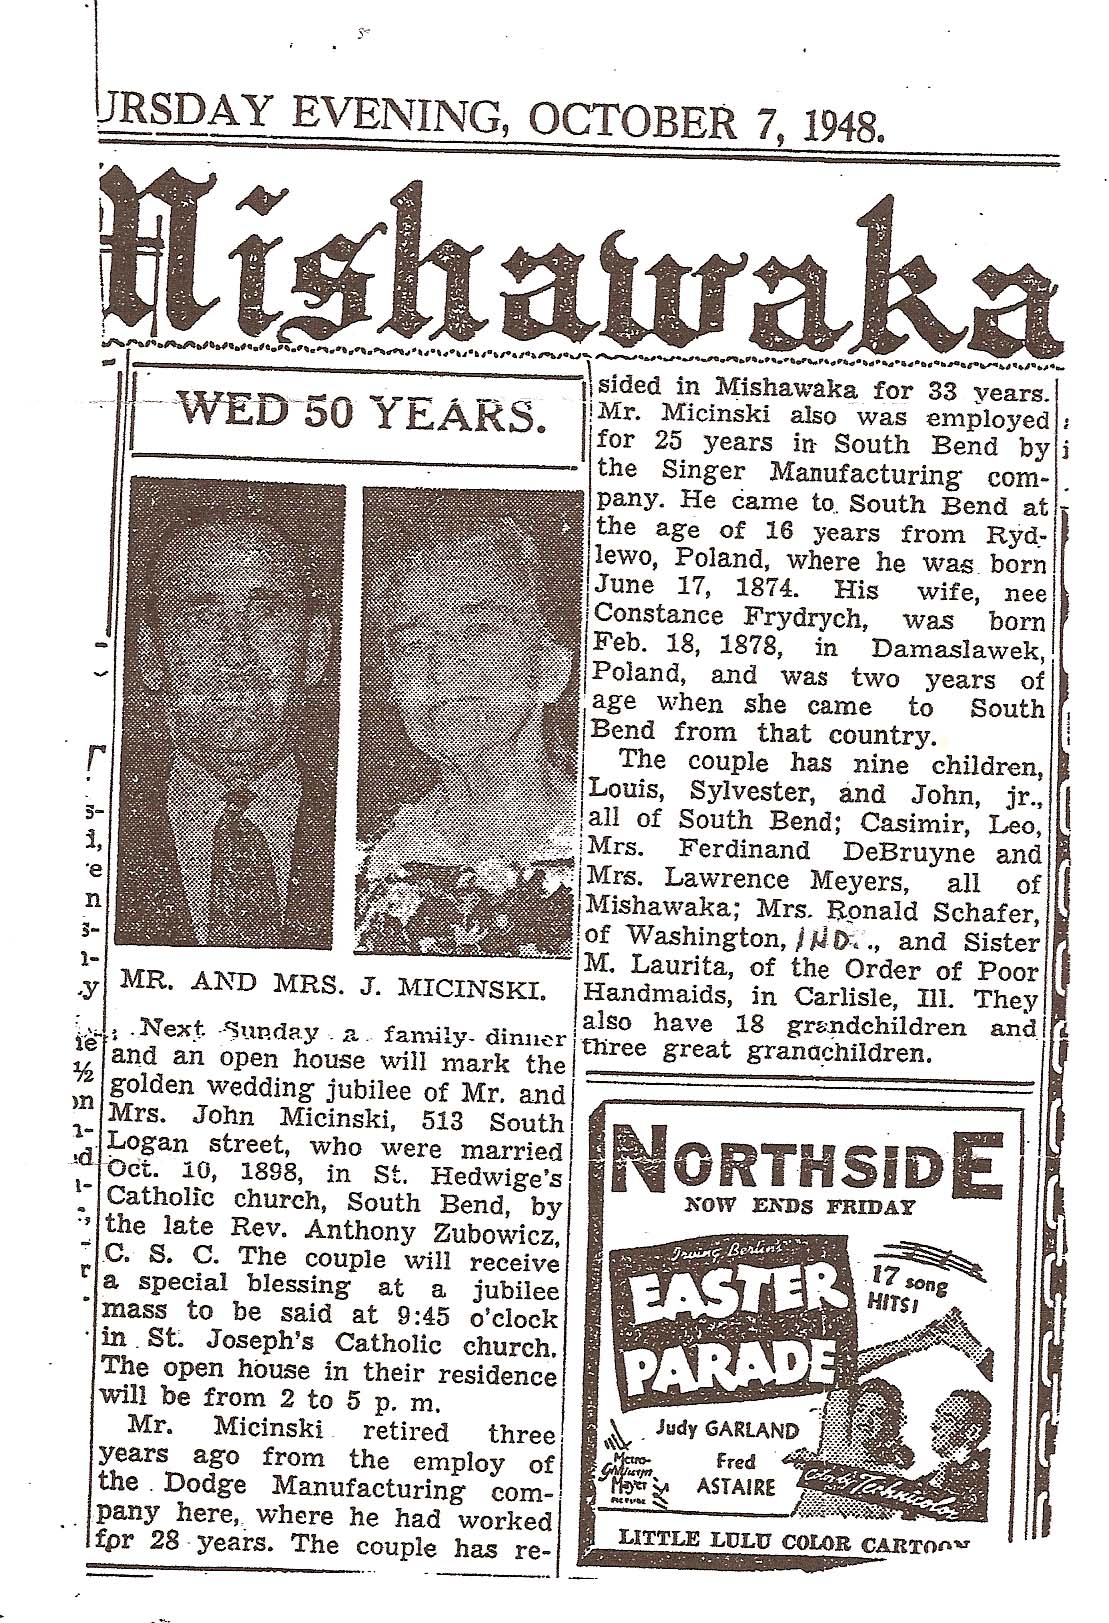 URSDAY EVENING, OCTOBER 7, 1948.
Mishawaka
WED 50 YEARS.
MR. AND MRS. J. MICINSKI.
Next Sunday a family dinner
and an open house will mark the
golden wedding jubilee of Mr. and
Mrs. John Micinski, 513 South
Logan street, who were married
Oct. 10, 1898, in St. Hedwige's
Catholic church, South Bend, by
the late Rev. Anthony Zubowicz,
C. S. C. The couple will receive
a special blessing at a jubilee
mass to be said at 9:45 o'clock
in St. Joseph's Catholic church.
The open house in their residence
will be from 2 to 5 p. m.
Mr. Micinski retired three
years ago from the employ of
the Dodge Manufacturing com-
pany here, where he had worked
for 28 years. The couple has re-
sided in Mishawaka for 33 years.
Mr. Micinski also was employed
for 25 years in South Bend by
the Singer Manufacturing com-
pany. He came to South Bend at
the age of 16 years from Ryd-
lewo, Poland, where he was born
June 17, 1874. His wife, nee
Constance Frydrych, was born
Feb. 18, 1878, in Damaslawek,
Poland, and was two years of
age when she came to South
Bend from that country.
The couple has nine children,
Louis, Sylvester, and John, jr.,
all of South Bend; Casimir, Leo,
Mrs. Ferdinand DeBruyne and
Mrs. Lawrence Meyers, all of
Mishawaka; Mrs. Ronald Schafer,
of Washington, IND., and Sister
M. Laurita, of the Order of Poor
Handmaids, in Carlisle, Ill. They
also have 18 grandchildren and
three great grandchildren.
NORTHSIDE
NOW ENDS FRIDAY
Irving Berlin's
EASTER
PARADE
17 song
HITS!
Judy GARLAND
Fred
ASTAIRE
Metro
Goldwyn
Mayer
PICTURE
Color by Technicolor
LITTLE LULU COLOR CARTOON